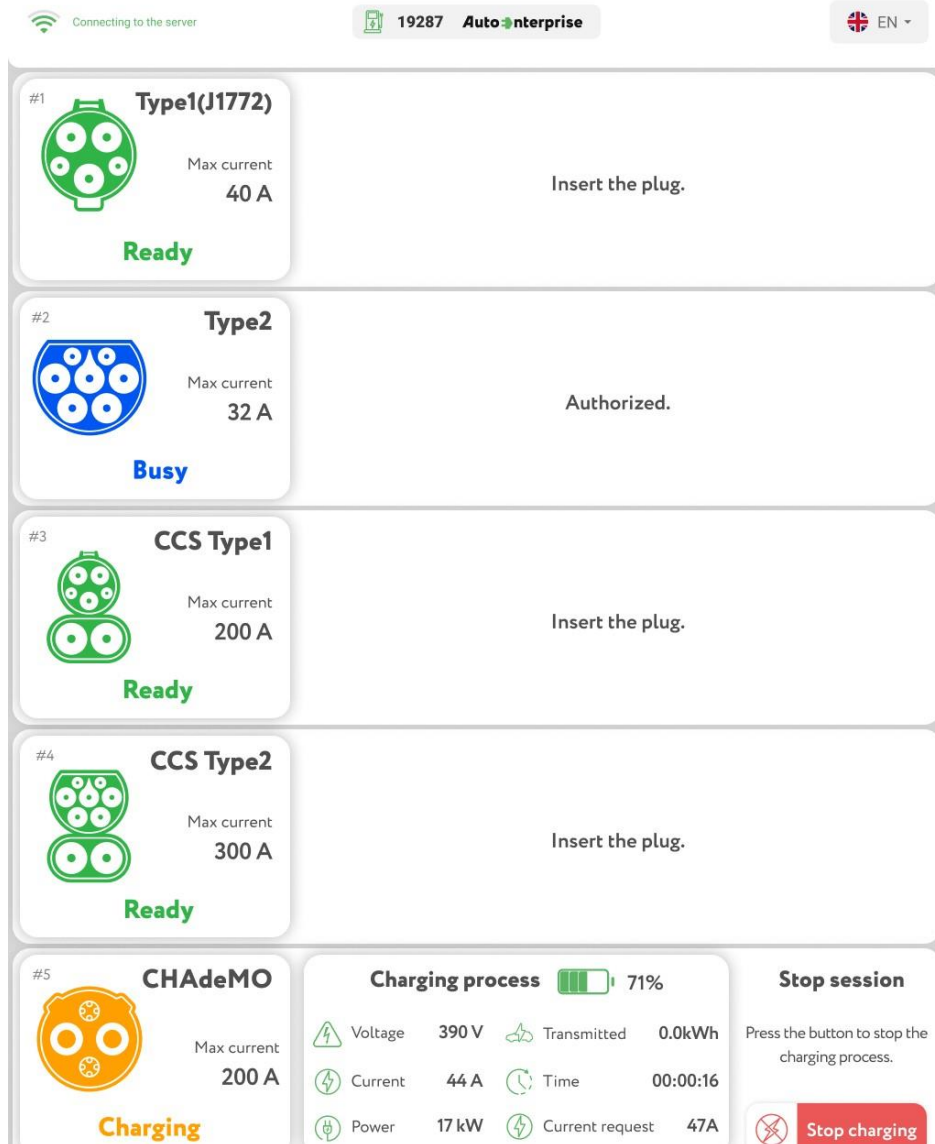 Connecting to the server
19287 Auto Enterprise
EN
#1
Type1(J1772)
Max current
40 A
Ready
Insert the plug.
#2
Type2
Max current
32 A
Busy
Authorized.
#3
CCS Type1
Max current
200 A
Ready
Insert the plug.
#4
CCS Type2
Max current
300 A
Ready
Insert the plug.
#5
CHAdeMO
Max current
200 A
Charging
Charging process 71%
Voltage 390 V Transmitted 0.0kWh
Current 44 A Time 00:00:16
Power 17 kW Current request 47A
Stop session
Press the button to stop the
charging process.
Stop charging